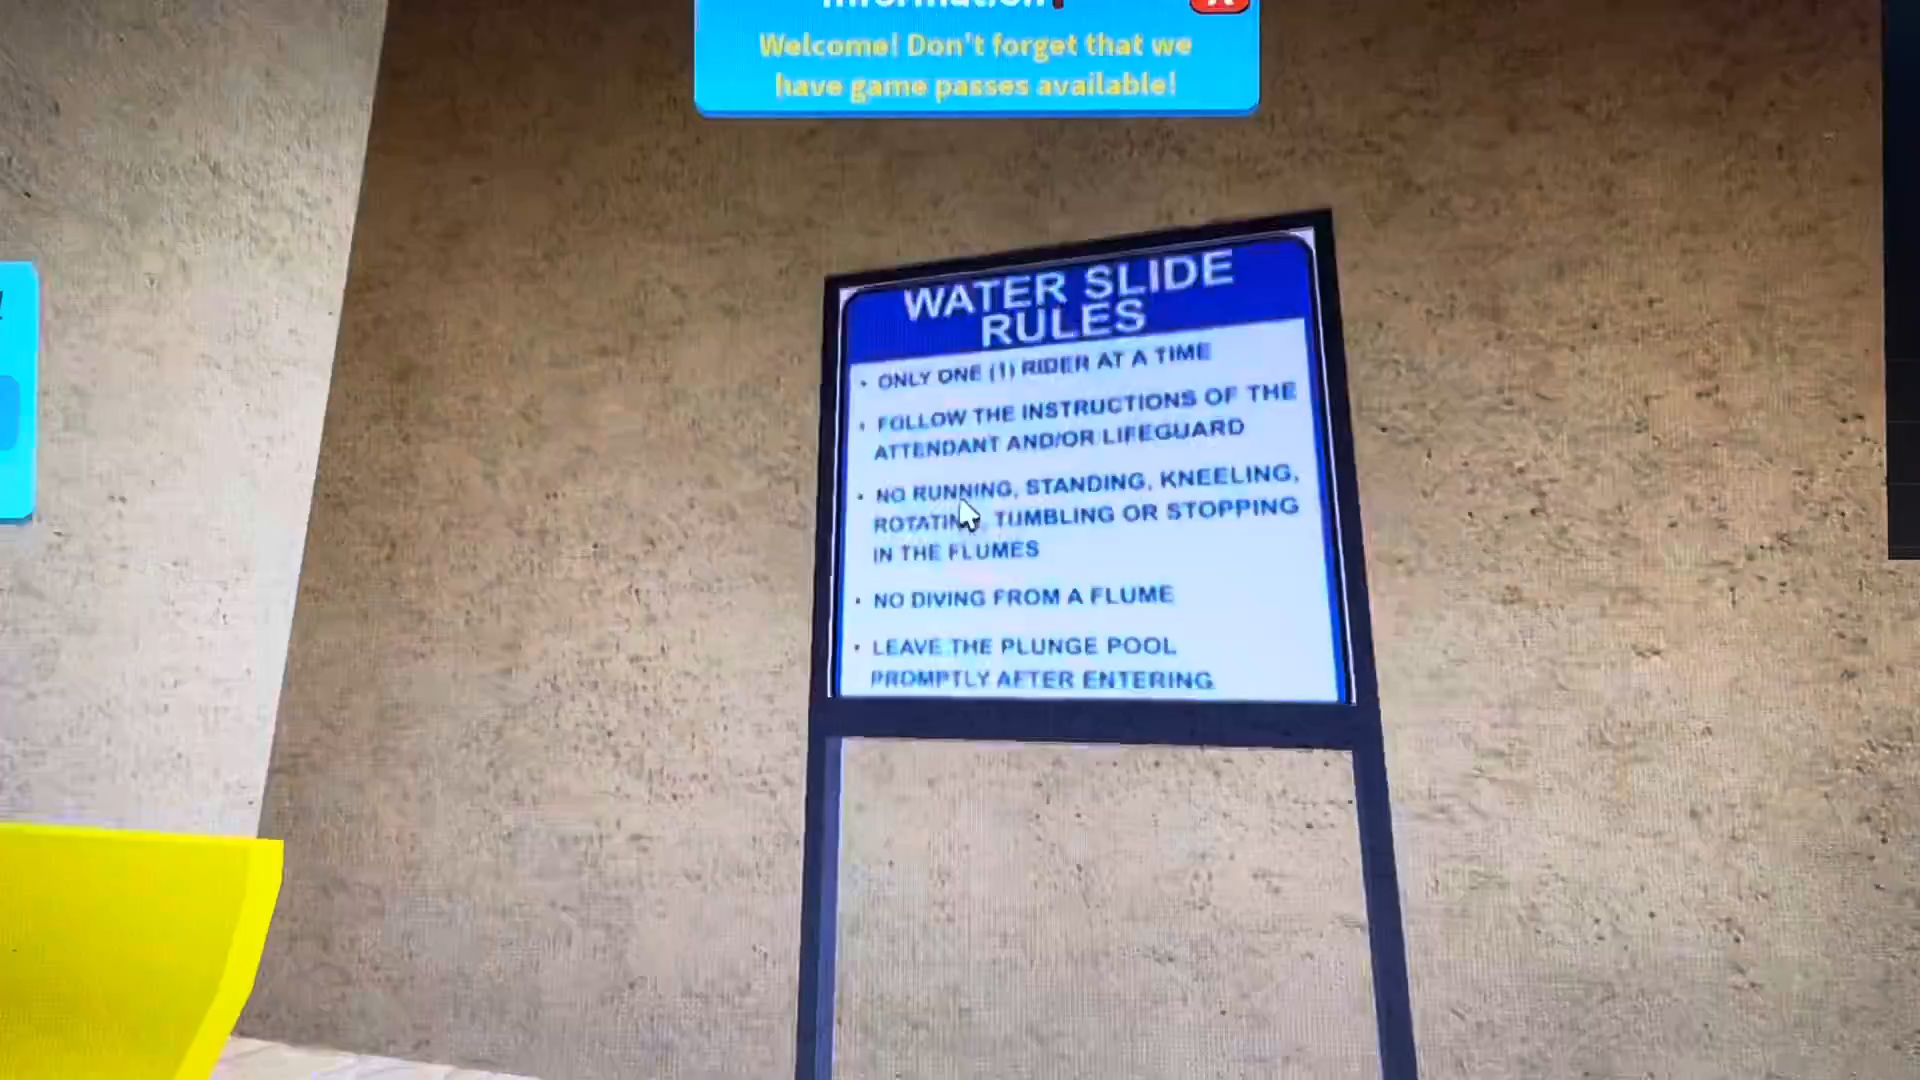 Information
Welcome! Don't forget that we
have game passes available!
WATER SLIDE
RULES
• ONLY ONE (1) RIDER AT A TIME
• FOLLOW THE INSTRUCTIONS OF THE
ATTENDANT AND/OR LIFEGUARD
• NO RUNNING, STANDING, KNEELING,
ROTATING, TUMBLING OR STOPPING
IN THE FLUMES
• NO DIVING FROM A FLUME
• LEAVE THE PLUNGE POOL
PROMPTLY AFTER ENTERING